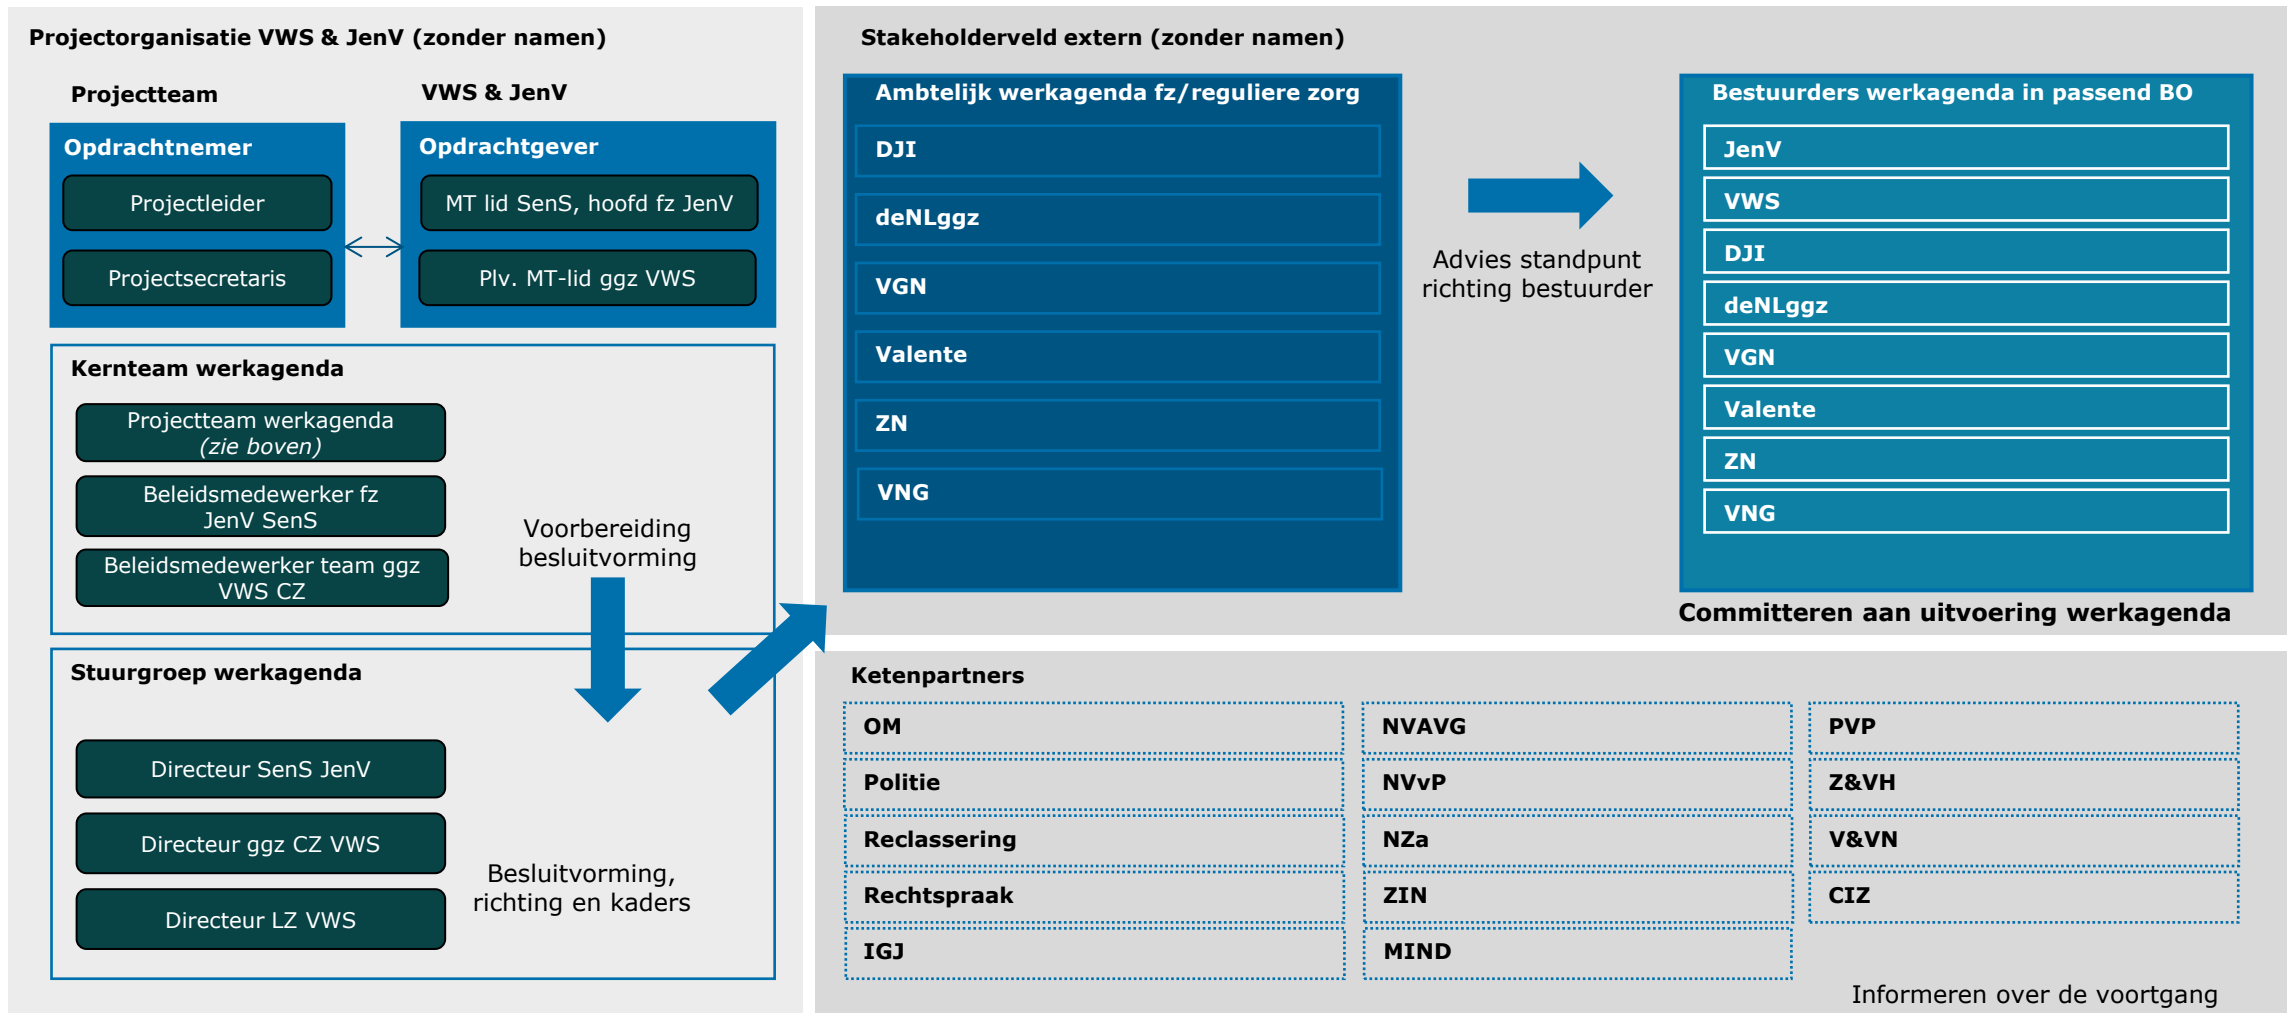 Projectorganisatie VWS & JenV (zonder namen)
Projectteam
VWS & JenV
Opdrachtnemer
Projectleider
Projectsecretaris
Opdrachtgever
MT lid SenS, hoofd fz JenV
Plv. MT-lid ggz VWS
Kernteam werkagenda
Projectteam werkagenda
(zie boven)
Beleidsmedewerker fz
JenV SenS
Beleidsmedewerker team ggz
VWS CZ
Voorbereiding
besluitvorming
Stuurgroep werkagenda
Directeur SenS JenV
Directeur ggz CZ VWS
Directeur LZ VWS
Besluitvorming,
richting en kaders
Stakeholderveld extern (zonder namen)
Ambtelijk werkagenda fz/reguliere zorg
DJI
deNLggz
VGN
Valente
ZN
VNG
Advies standpunt
richting bestuurder
Bestuurders werkagenda in passend BO
JenV
VWS
DJI
deNLggz
VGN
Valente
ZN
VNG
Committeren aan uitvoering werkagenda
Ketenpartners
OM
Politie
Reclassering
Rechtspraak
IGJ
NVAVG
NVvP
NZa
ZIN
MIND
PVP
Z&VH
V&VN
CIZ
Informeren over de voortgang